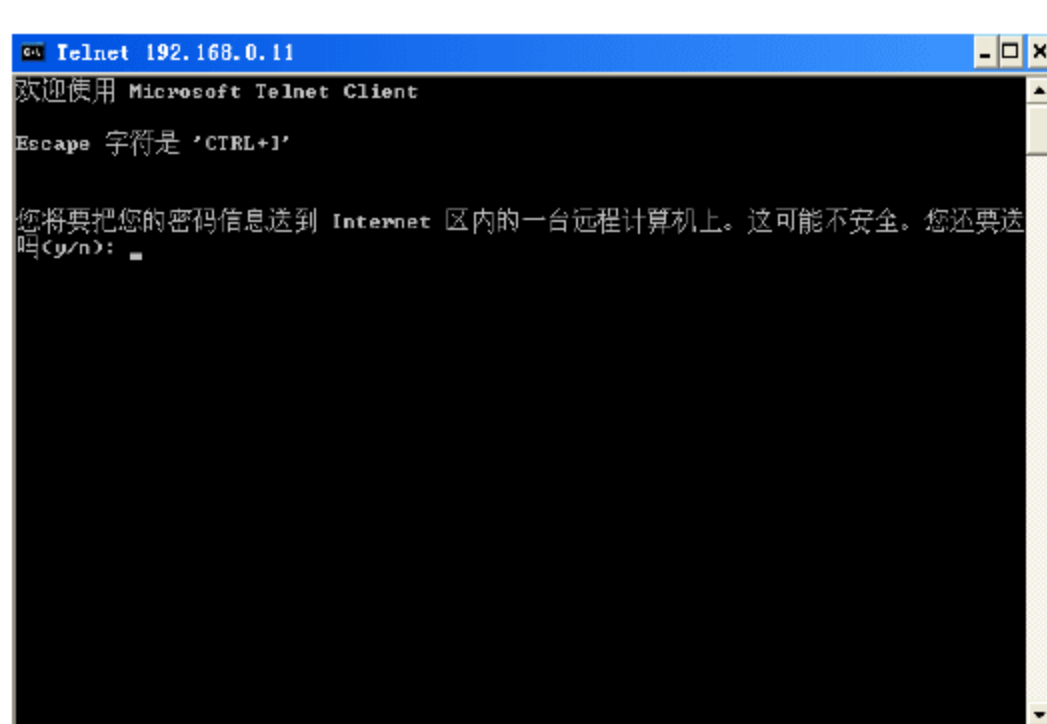 Telnet 192.168.0.11
欢迎使用 Microsoft Telnet Client
Escape 字符是 'CTRL+]'
您将要把您的密码信息送到 Internet 区内的一台远程计算机上。这可能不安全。您还要送
吗(y/n):